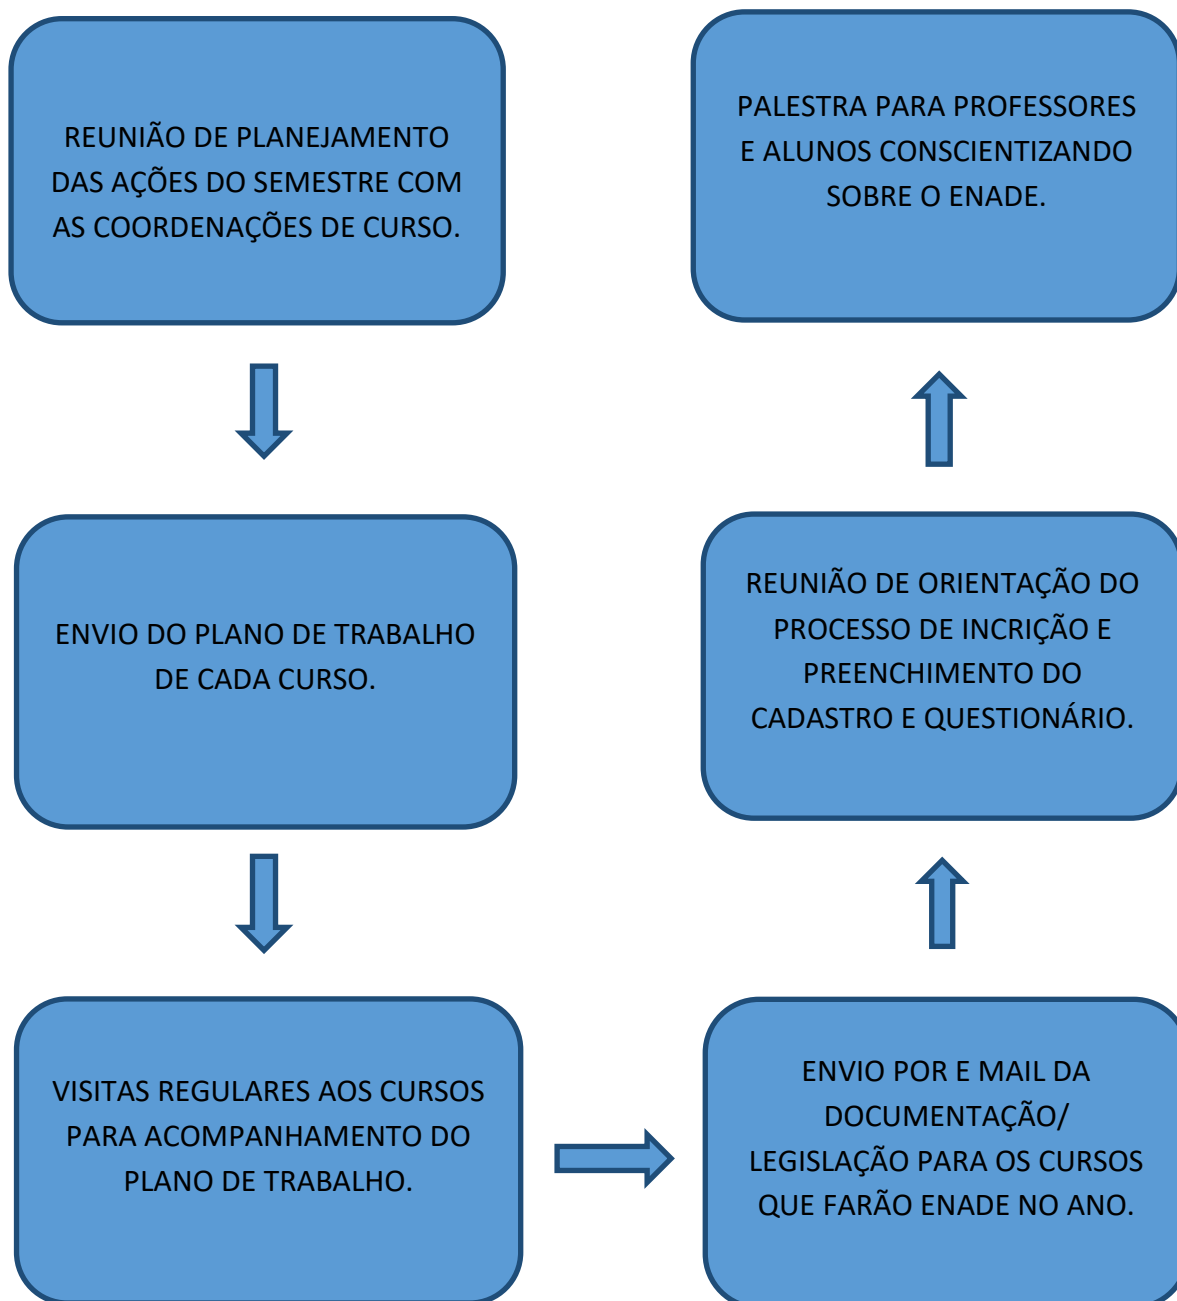 REUNIÃO DE PLANEJAMENTO
DAS AÇÕES DO SEMESTRE COM
AS COORDENAÇÕES DE CURSO.
ENVIO DO PLANO DE TRABALHO
DE CADA CURSO.
VISITAS REGULARES AOS CURSOS
PARA ACOMPANHAMENTO DO
PLANO DE TRABALHO.
ENVIO POR E MAIL DA
DOCUMENTAÇÃO/
LEGISLAÇÃO PARA OS CURSOS
QUE FARÃO ENADE NO ANO.
REUNIÃO DE ORIENTAÇÃO DO
PROCESSO DE INCRIÇÃO E
PREENCHIMENTO DO
CADASTRO E QUESTIONÁRIO.
PALESTRA PARA PROFESSORES
E ALUNOS CONSCIENTIZANDO
SOBRE O ENADE.